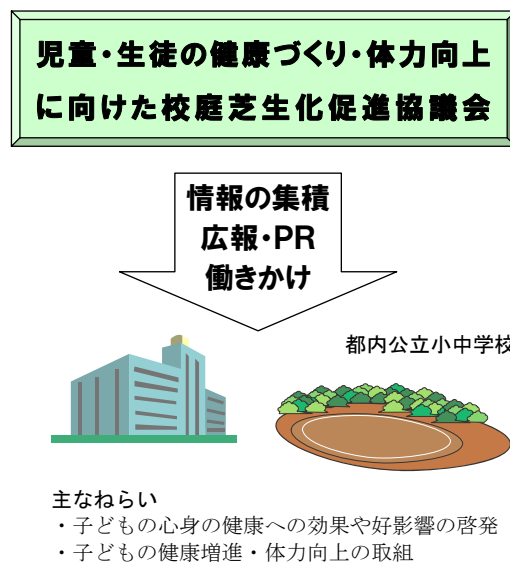 児童・生徒の健康づくり・体力向上
に向けた校庭芝生化促進協議会
情報の集積
広報・PR
働きかけ
都内公立小中学校
主なねらい
・子どもの心身の健康への効果や好影響の啓発
・子どもの健康増進・体力向上の取組